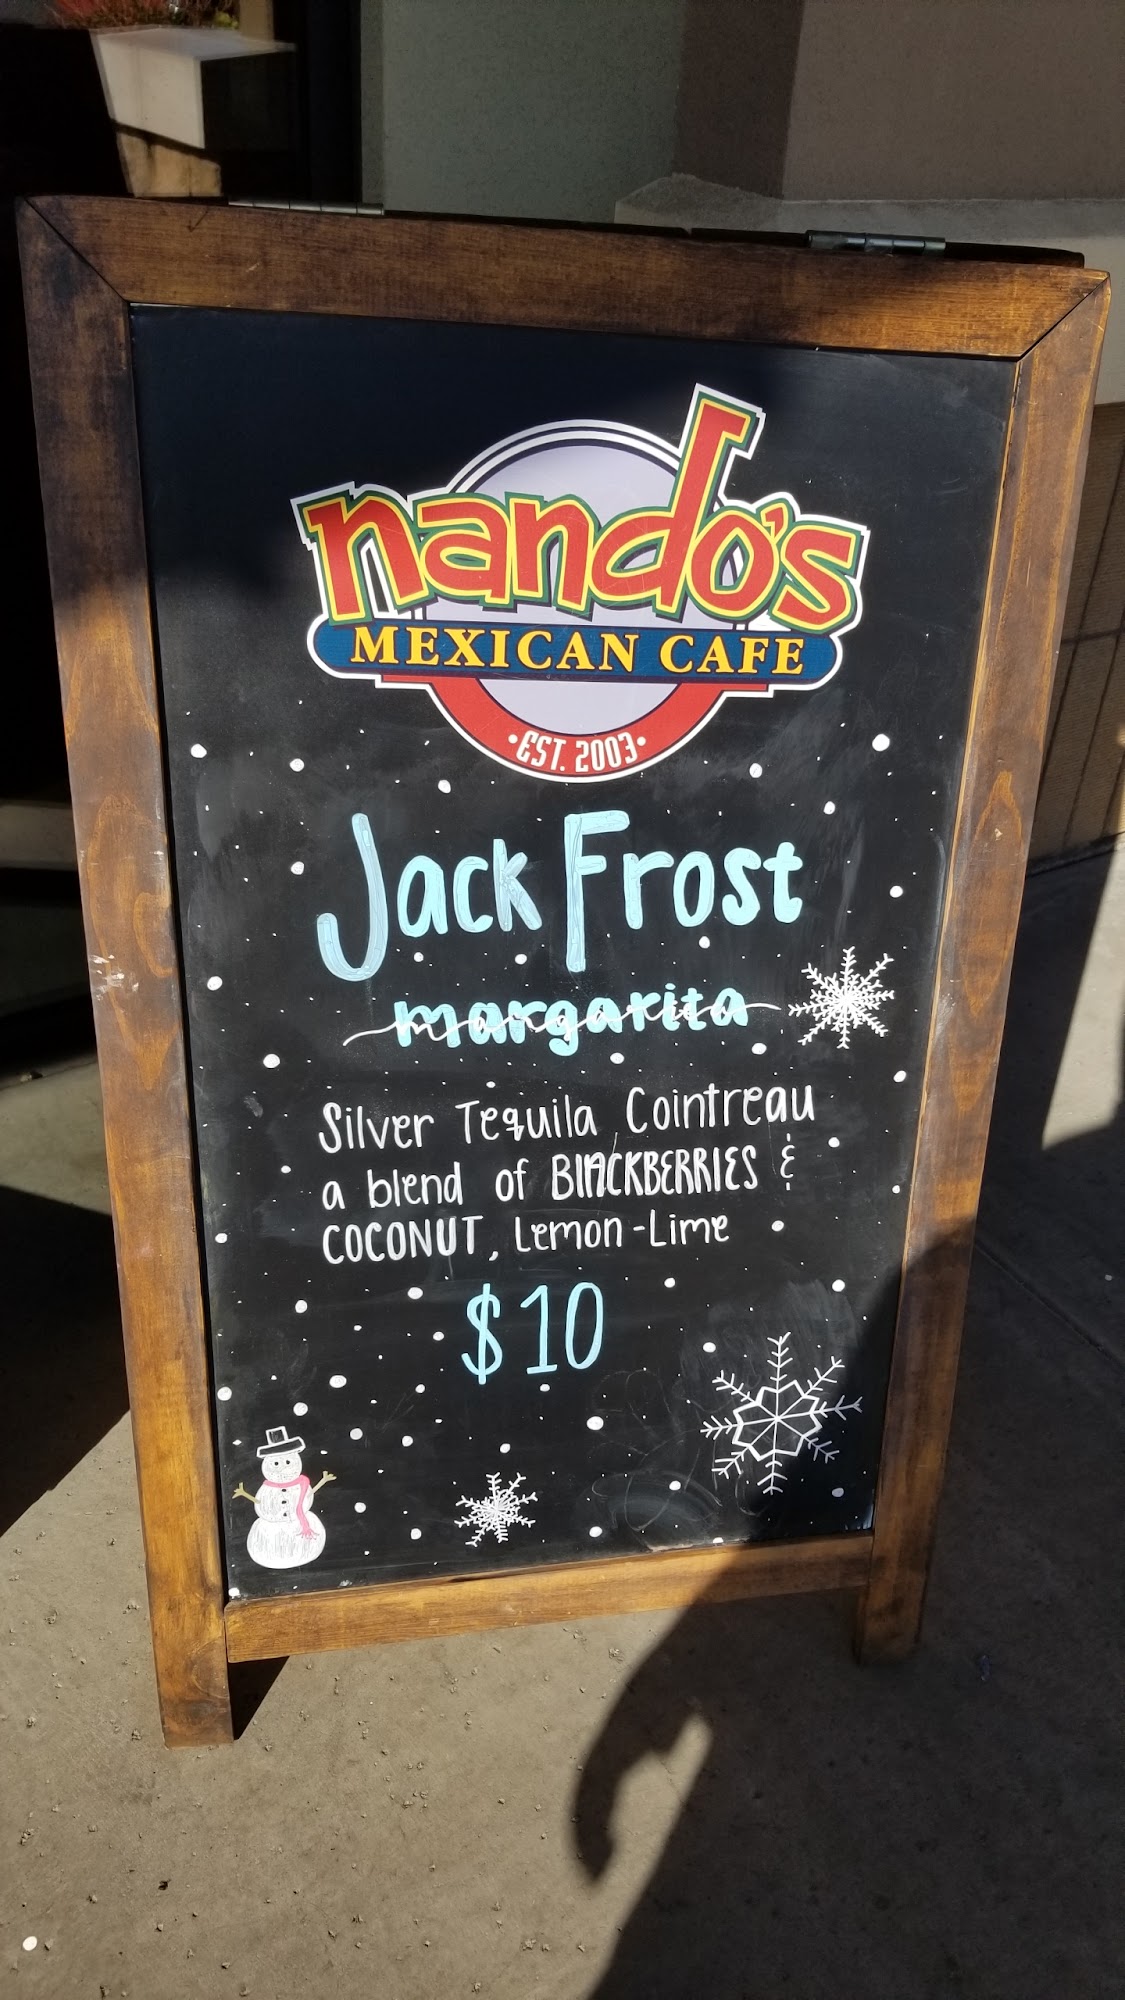 nando's
MEXICAN CAFE
• EST. 2003 •
Jack Frost
margarita
Silver Tequila Cointreau
a blend of BLACKBERRIES &
COCONUT, Lemon-Lime
$10